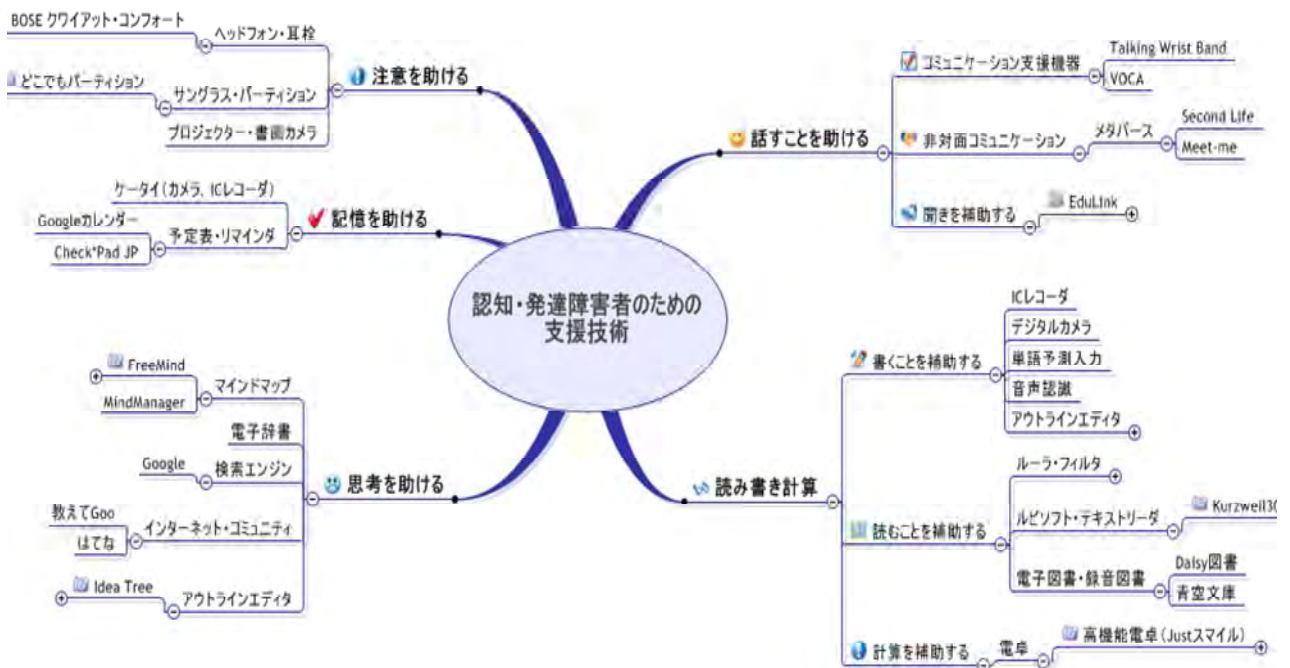 認知・発達障害者のための
支援技術
注意を助ける
ヘッドフォン・耳栓
BOSE クワイアット・コンフォート
サングラス・パーティション
どこでもパーティション
プロジェクター・書画カメラ
記憶を助ける
ケータイ(カメラ、ICレコーダ)
予定表・リマインダ
Googleカレンダー
Check*Pad JP
思考を助ける
マインドマップ
FreeMind
MindManager
電子辞書
検索エンジン
Google
インターネット・コミュニティ
教えてGoo
はてな
アウトラインエディタ
Idea Tree
話すことを助ける
コミュニケーション支援機器
Talking Wrist Band
VOCA
非対面コミュニケーション
メタバース
Second Life
Meet-me
聞きを補助する
EduLink
読み書き計算
書くことを補助する
ICレコーダ
デジタルカメラ
単語予測入力
音声認識
アウトラインエディタ
読むことを補助する
ルーラ・フィルタ
ルビソフト・テキストリーダ
Kurzweil30
電子図書・録音図書
Daisy図書
青空文庫
計算を補助する
電卓
高機能電卓(Justスマイル)